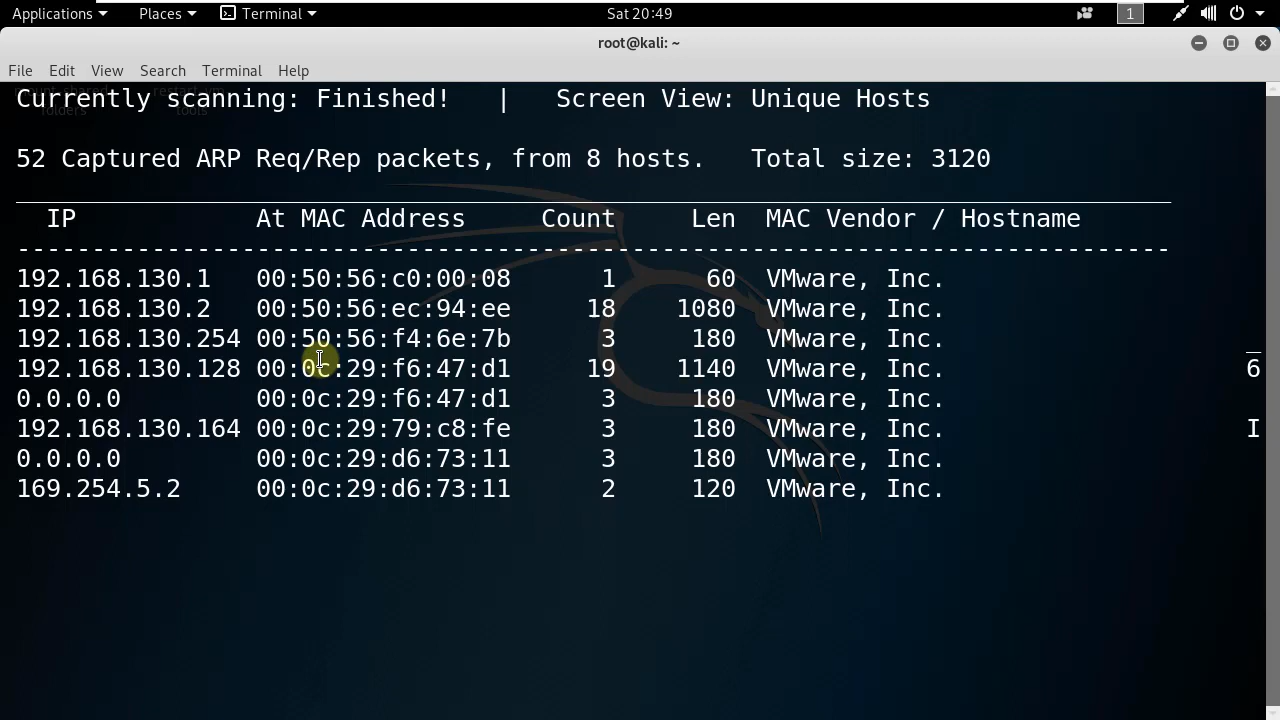 Applications Places Terminal Sat 20:49 1
root@kali: ~
File Edit View Search Terminal Help
folders tools
Currently scanning: Finished! | Screen View: Unique Hosts
52 Captured ARP Req/Rep packets, from 8 hosts. Total size: 3120
IP At MAC Address Count Len MAC Vendor / Hostname
-----------------------------------------------------------------------------
192.168.130.1 00:50:56:c0:00:08 1 60 VMware, Inc.
192.168.130.2 00:50:56:ec:94:ee 18 1080 VMware, Inc.
192.168.130.254 00:50:56:f4:6e:7b 3 180 VMware, Inc. _
192.168.130.128 00:0c:29:f6:47:d1 19 1140 VMware, Inc. 6
0.0.0.0 00:0c:29:f6:47:d1 3 180 VMware, Inc.
192.168.130.164 00:0c:29:79:c8:fe 3 180 VMware, Inc. I
0.0.0.0 00:0c:29:d6:73:11 3 180 VMware, Inc.
169.254.5.2 00:0c:29:d6:73:11 2 120 VMware, Inc.